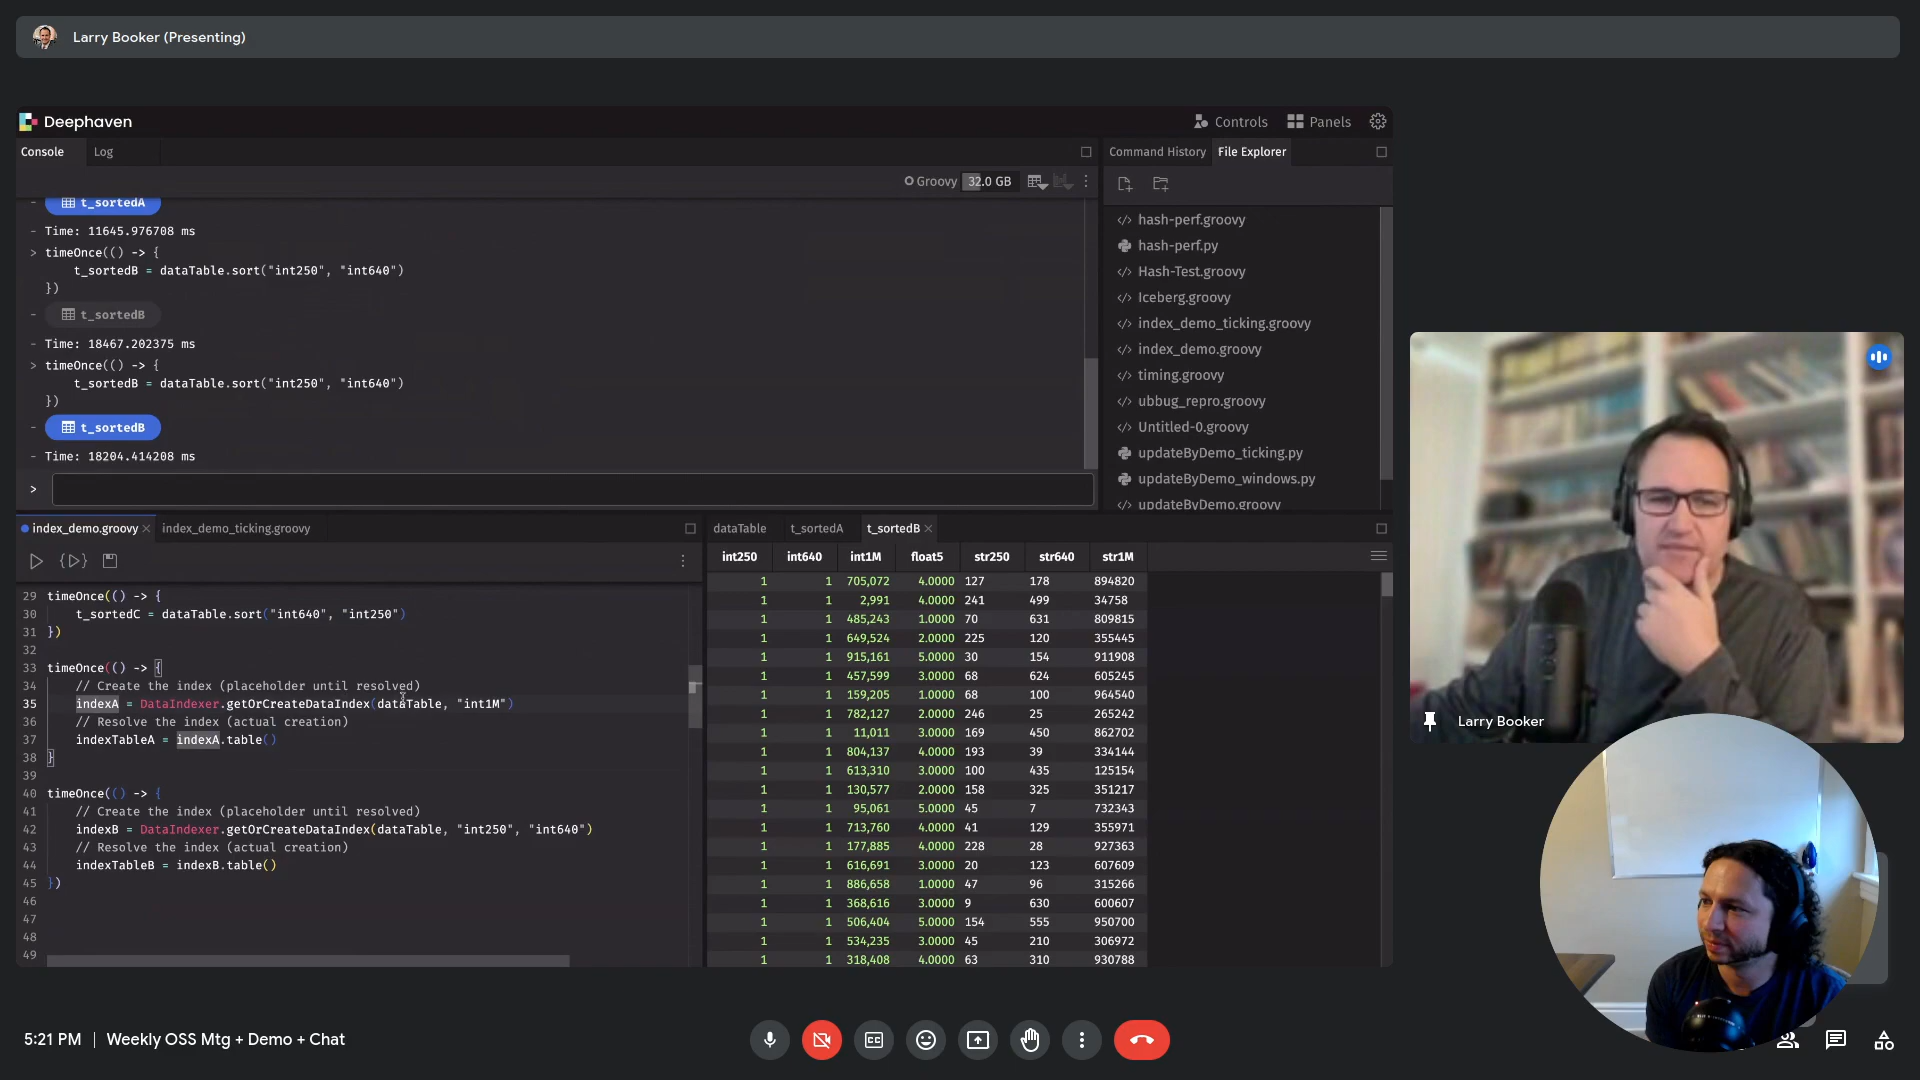 Larry Booker (Presenting)
Deephaven
Controls
Panels
Console
Log
Command History
File Explorer
Groovy
32.0 GB
- t_sortedA
- Time: 11645.976708 ms
> timeOnce(() -> {
t_sortedB = dataTable.sort("int250", "int640")
})
- t_sortedB
- Time: 18467.202375 ms
> timeOnce(() -> {
t_sortedB = dataTable.sort("int250", "int640")
})
- t_sortedB
- Time: 18204.414208 ms
>
hash-perf.groovy
hash-perf.py
Hash-Test.groovy
Iceberg.groovy
index_demo_ticking.groovy
index_demo.groovy
timing.groovy
ubbug_repro.groovy
Untitled-0.groovy
updateByDemo_ticking.py
updateByDemo_windows.py
updateByDemo.groovy
index_demo.groovy
index_demo_ticking.groovy
29 timeOnce(() -> {
30 t_sortedC = dataTable.sort("int640", "int250")
31 })
32
33 timeOnce(() -> {
34 // Create the index (placeholder until resolved)
35 indexA = DataIndexer.getOrCreateDataIndex(dataTable, "int1M")
36 // Resolve the index (actual creation)
37 indexTableA = indexA.table()
38 }
39
40 timeOnce(() -> {
41 // Create the index (placeholder until resolved)
42 indexB = DataIndexer.getOrCreateDataIndex(dataTable, "int250", "int640")
43 // Resolve the index (actual creation)
44 indexTableB = indexB.table()
45 })
46
47
48
49
dataTable
t_sortedA
t_sortedB
int250 int640 int1M float5 str250 str640 str1M
1 1 705,072 4.0000 127 178 894820
1 1 2,991 4.0000 241 499 34758
1 1 485,243 1.0000 70 631 809815
1 1 649,524 2.0000 225 120 355445
1 1 915,161 5.0000 30 154 911908
1 1 457,599 3.0000 68 624 605245
1 1 159,205 1.0000 68 100 964540
1 1 782,127 2.0000 246 25 265242
1 1 11,011 3.0000 169 450 862702
1 1 804,137 4.0000 193 39 334144
1 1 613,310 3.0000 100 435 125154
1 1 130,577 2.0000 158 325 351217
1 1 95,061 5.0000 45 7 732343
1 1 713,760 4.0000 41 129 355971
1 1 177,885 4.0000 228 28 927363
1 1 616,691 3.0000 20 123 607609
1 1 886,658 1.0000 47 96 315266
1 1 368,616 3.0000 9 630 600607
1 1 506,404 5.0000 154 555 950700
1 1 534,235 3.0000 45 210 306972
1 1 318,408 4.0000 63 310 930788
Larry Booker
5:21 PM | Weekly OSS Mtg + Demo + Chat